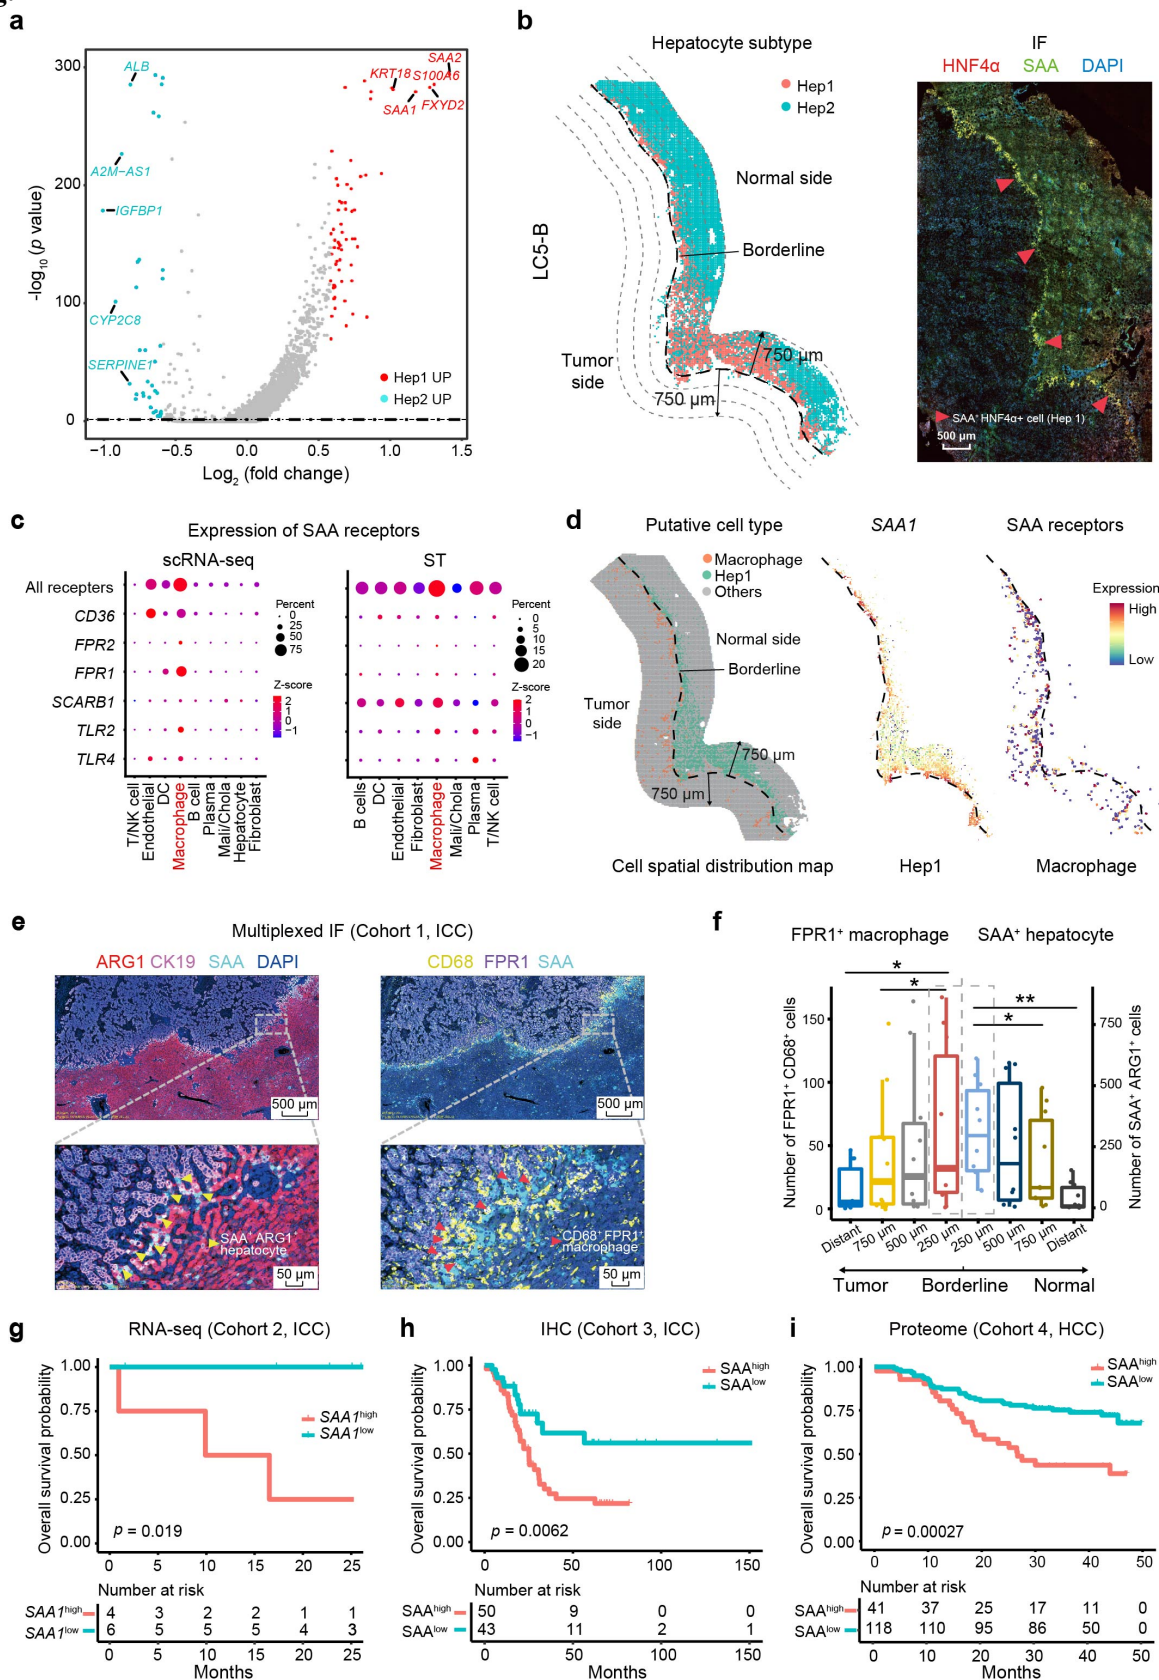 a
300
200
100
0
-log10 (p value)
ALB
A2M−AS1
IGFBP1
CYP2C8
SERPINE1
SAA2
KRT18 S100A6
SAA1 FXYD2
Hep1 UP
Hep2 UP
−1.0 −0.5 0.0 0.5 1.0 1.5
Log2 (fold change)
b
Hepatocyte subtype
Hep1
Hep2
LC5-B
Normal side
Borderline
Tumor
side
750 μm
750 μm
IF
HNF4α SAA DAPI
SAA+ HNF4α+ cell (Hep 1)
500 μm
c
Expression of SAA receptors
scRNA-seq ST
All recepters
CD36
FPR2
FPR1
SCARB1
TLR2
TLR4
Percent
0
25
50
75
Z-score
2
1
0
−1
Percent
0
5
10
15
20
Z-score
2
1
0
−1
T/NK cell
Endothelial
DC
Macrophage
B cell
Plasma
Mali/Chola
Hepatocyte
Fibroblast
B cells
DC
Endothelial
Fibroblast
Macrophage
Mali/Chola
Plasma
T/NK cell
d
Putative cell type SAA1 SAA receptors
Macrophage
Hep1
Others
Normal side
Borderline
Tumor
side
750 μm
750 μm
Expression
High
Low
Cell spatial distribution map Hep1 Macrophage
e
Multiplexed IF (Cohort 1, ICC)
ARG1 CK19 SAA DAPI
CD68 FPR1 SAA
500 μm
500 μm
SAA+ ARG1+
hepatocyte
50 μm
CD68+ FPR1+
macrophage
50 μm
f
FPR1+ macrophage SAA+ hepatocyte
Number of FPR1+ CD68+ cells
150
100
50
0
* * ** *
750
500
250
0
Number of SAA+ ARG1+ cells
Distant 750 μm 500 μm 250 μm 250 μm 500 μm 750 μm Distant
Tumor Borderline Normal
g
RNA-seq (Cohort 2, ICC)
Overall survival probability
1.00
0.75
0.50
0.25
0.00
SAA1high
SAA1low
p = 0.019
0 5 10 15 20 25
Number at risk
SAA1high 4 3 2 2 1 1
SAA1low 6 5 5 5 4 3
0 5 10 15 20 25
Months
h
IHC (Cohort 3, ICC)
Overall survival probability
1.00
0.75
0.50
0.25
0.00
SAAhigh
SAAlow
p = 0.0062
0 50 100 150
Number at risk
SAAhigh 50 9 0 0
SAAlow 43 11 2 1
0 50 100 150
Months
i
Proteome (Cohort 4, HCC)
Overall survival probability
1.00
0.75
0.50
0.25
0.00
SAAhigh
SAAlow
p = 0.00027
0 10 20 30 40 50
Number at risk
SAAhigh 41 37 25 17 11 0
SAAlow 118 110 95 86 50 0
0 10 20 30 40 50
Months